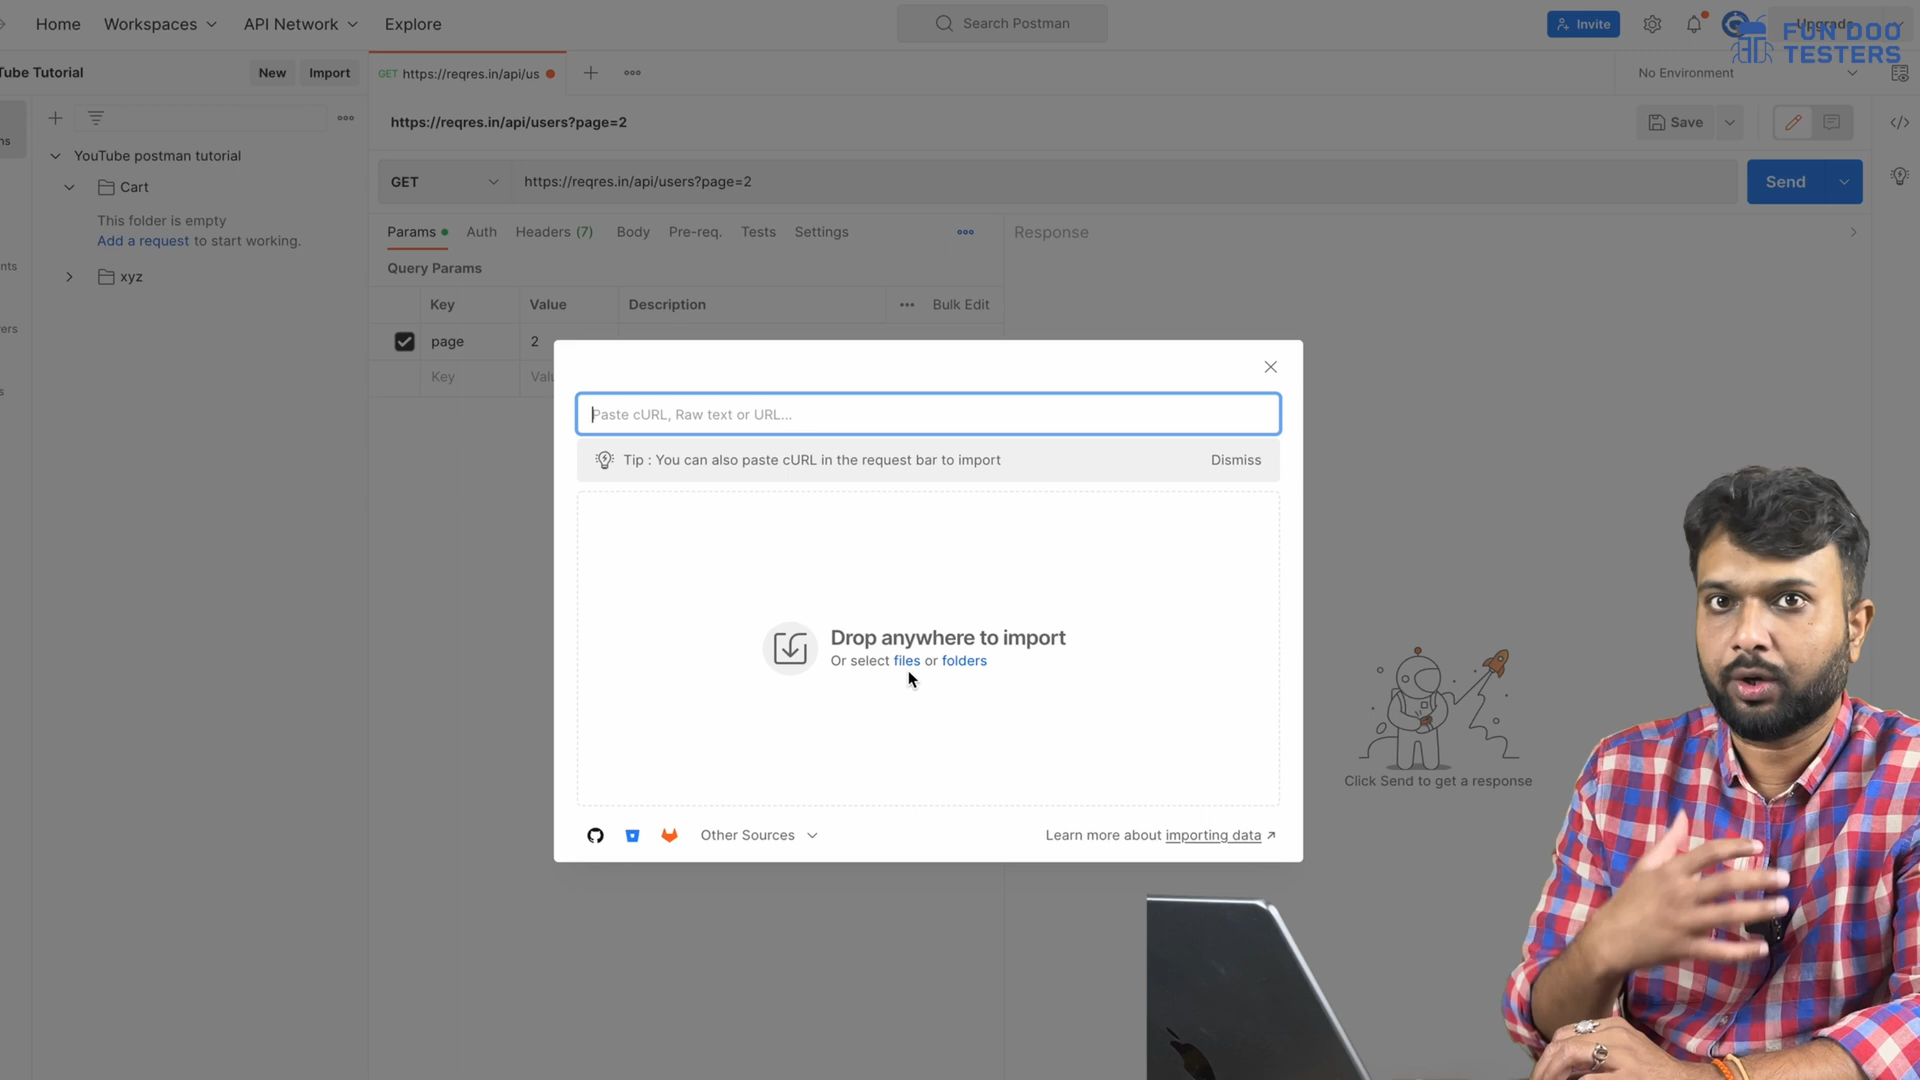 Home
Workspaces
API Network
Explore
Search Postman
Invite
FUN DOO
TESTERS
Tube Tutorial
New
Import
GET https://reqres.in/api/us
No Environment
https://reqres.in/api/users?page=2
Save
YouTube postman tutorial
Cart
This folder is empty
Add a request to start working.
xyz
GET
https://reqres.in/api/users?page=2
Send
Params
Auth
Headers (7)
Body
Pre-req.
Tests
Settings
Response
Query Params
Key
Value
Description
Bulk Edit
page
2
Key
Valu
Paste cURL, Raw text or URL...
Tip : You can also paste cURL in the request bar to import
Dismiss
Drop anywhere to import
Or select files or folders
Other Sources
Learn more about importing data
Click Send to get a response
ns
nts
ers
s